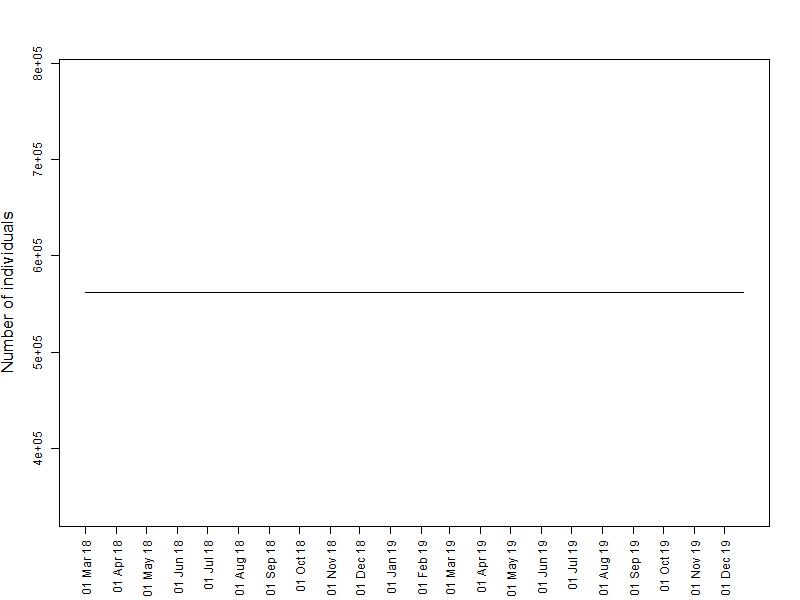 Number of individuals
8e+05
7e+05
6e+05
5e+05
4e+05
01 Mar 18
01 Apr 18
01 May 18
01 Jun 18
01 Jul 18
01 Aug 18
01 Sep 18
01 Oct 18
01 Nov 18
01 Dec 18
01 Jan 19
01 Feb 19
01 Mar 19
01 Apr 19
01 May 19
01 Jun 19
01 Jul 19
01 Aug 19
01 Sep 19
01 Oct 19
01 Nov 19
01 Dec 19